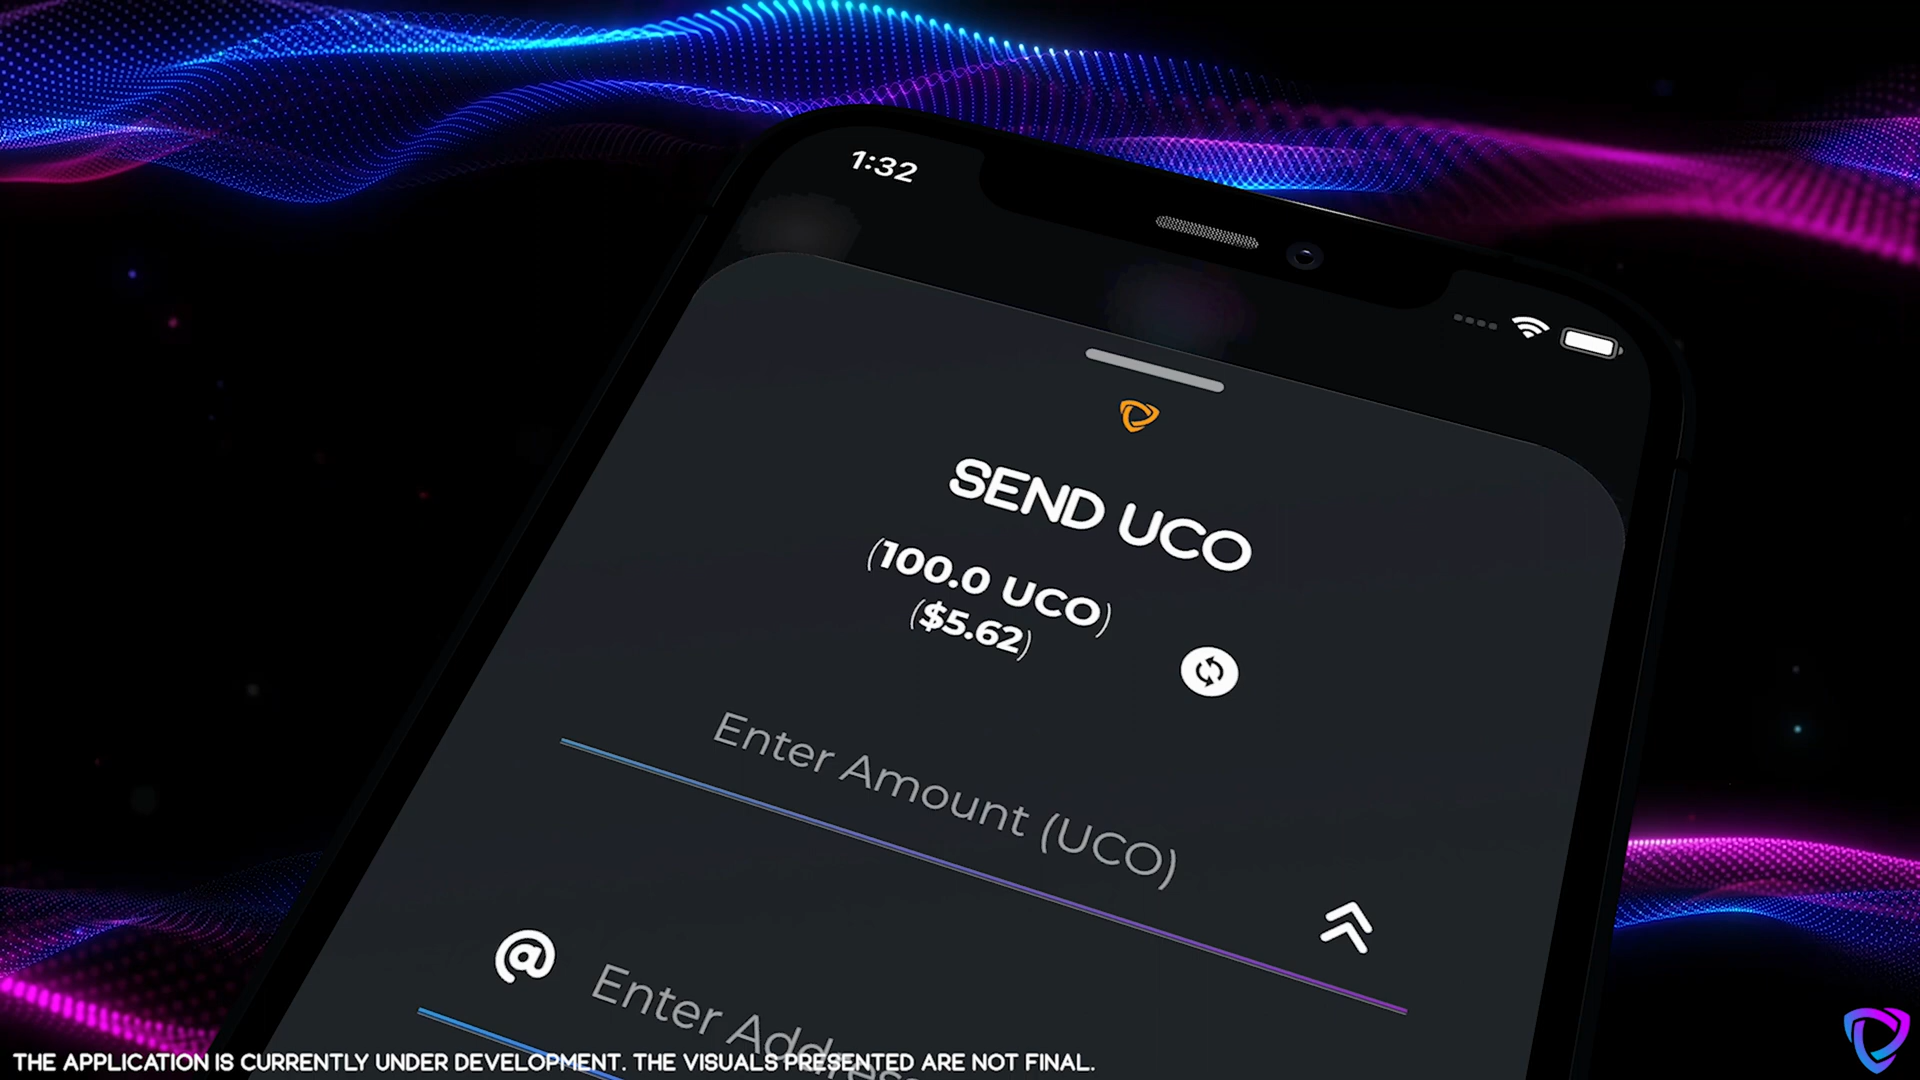 1:32
SEND UCO
(100.0 UCO)
($5.62)
Enter Amount (UCO)
@ Enter Address
THE APPLICATION IS CURRENTLY UNDER DEVELOPMENT. THE VISUALS PRESENTED ARE NOT FINAL.